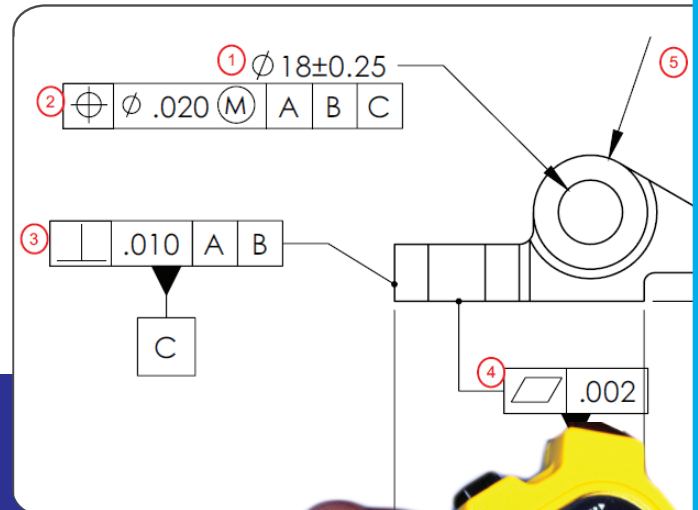 1 ⌀ 18±0.25
5
2 ⌖ ⌀ .020 Ⓜ A B C
3 ⟂ .010 A B
C
4 ⏥ .002